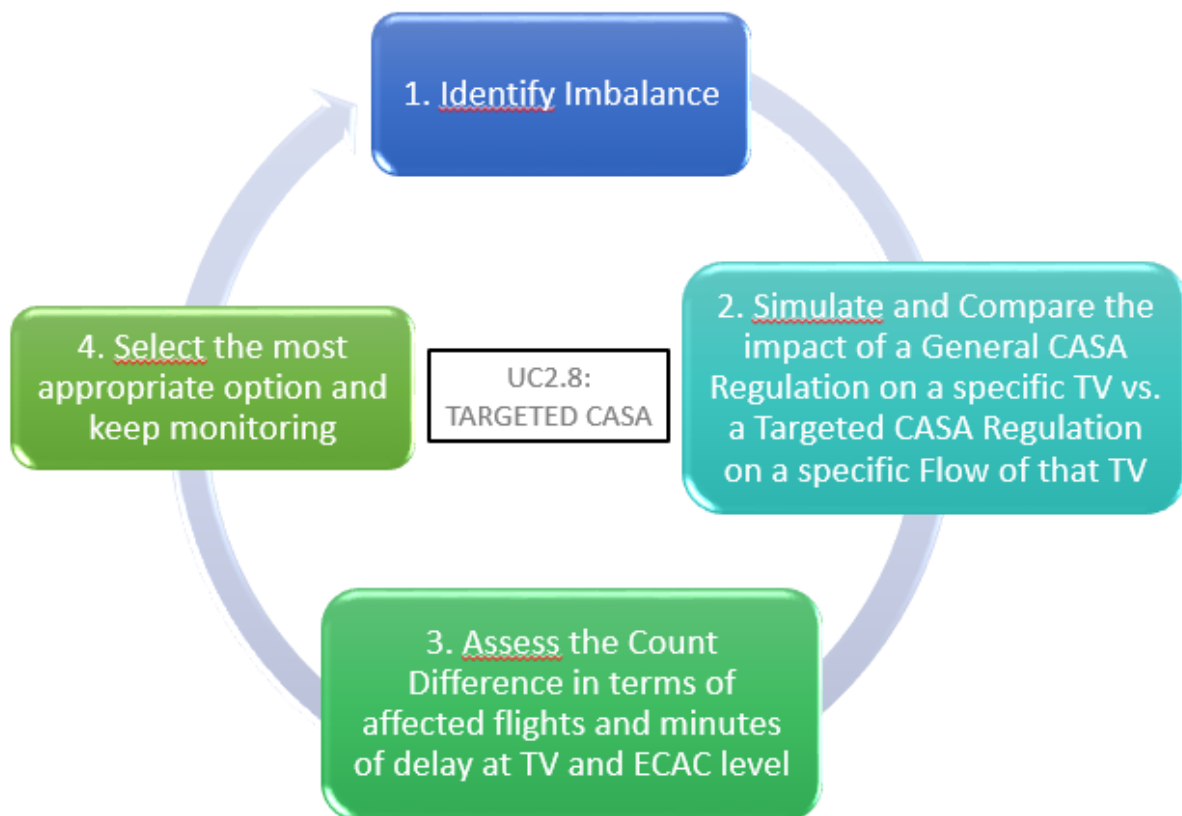 1. Identify Imbalance
2. Simulate and Compare the
impact of a General CASA
Regulation on a specific TV vs.
a Targeted CASA Regulation
on a specific Flow of that TV
3. Assess the Count
Difference in terms of
affected flights and minutes
of delay at TV and ECAC level
4. Select the most
appropriate option and
keep monitoring
UC2.8:
TARGETED CASA